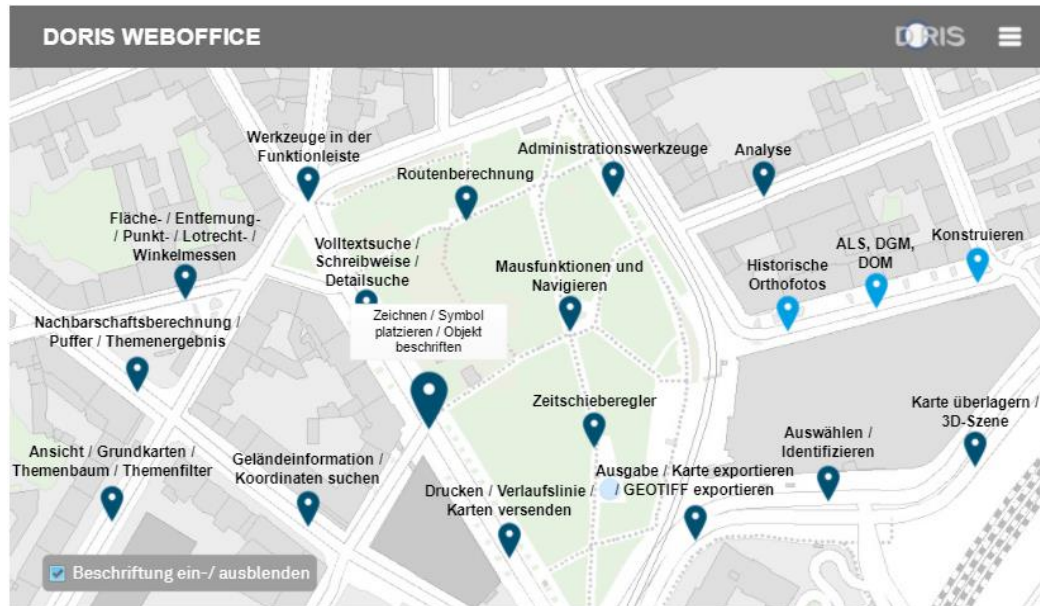 DORIS WEBOFFICE
DORIS
Werkzeuge in der
Funktionleiste
Administrationswerkzeuge
Analyse
Routenberechnung
Fläche- / Entfernung-
/ Punkt- / Lotrecht- /
Winkelmessen
Volltextsuche /
Schreibweise /
Detailsuche
Mausfunktionen und
Navigieren
Historische
Orthofotos
ALS, DGM,
DOM
Konstruieren
Zeichnen / Symbol
platzieren / Objekt
beschriften
Nachbarschaftsberechnung /
Puffer / Themenergebnis
Zeitschieberegler
Karte überlagern /
3D-Szene
Auswählen /
Identifizieren
Ansicht / Grundkarten /
Themenbaum / Themenfilter
Geländeinformation /
Koordinaten suchen
Drucken / Verlaufslinie /
Karten versenden
Ausgabe / Karte exportieren
/ GEOTIFF exportieren
Beschriftung ein-/ ausblenden